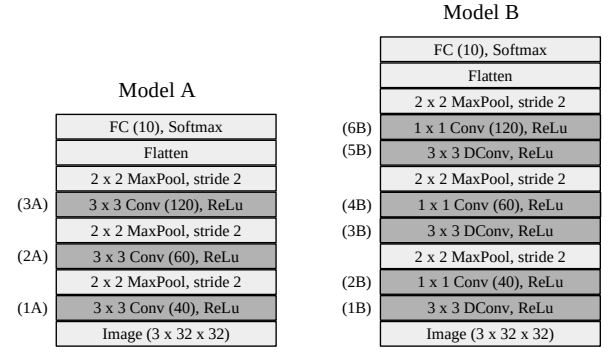 Model A
FC (10), Softmax
Flatten
2 x 2 MaxPool, stride 2
(3A) 3 x 3 Conv (120), ReLu
2 x 2 MaxPool, stride 2
(2A) 3 x 3 Conv (60), ReLu
2 x 2 MaxPool, stride 2
(1A) 3 x 3 Conv (40), ReLu
Image (3 x 32 x 32)
Model B
FC (10), Softmax
Flatten
2 x 2 MaxPool, stride 2
(6B) 1 x 1 Conv (120), ReLu
(5B) 3 x 3 DConv, ReLu
2 x 2 MaxPool, stride 2
(4B) 1 x 1 Conv (60), ReLu
(3B) 3 x 3 DConv, ReLu
2 x 2 MaxPool, stride 2
(2B) 1 x 1 Conv (40), ReLu
(1B) 3 x 3 DConv, ReLu
Image (3 x 32 x 32)